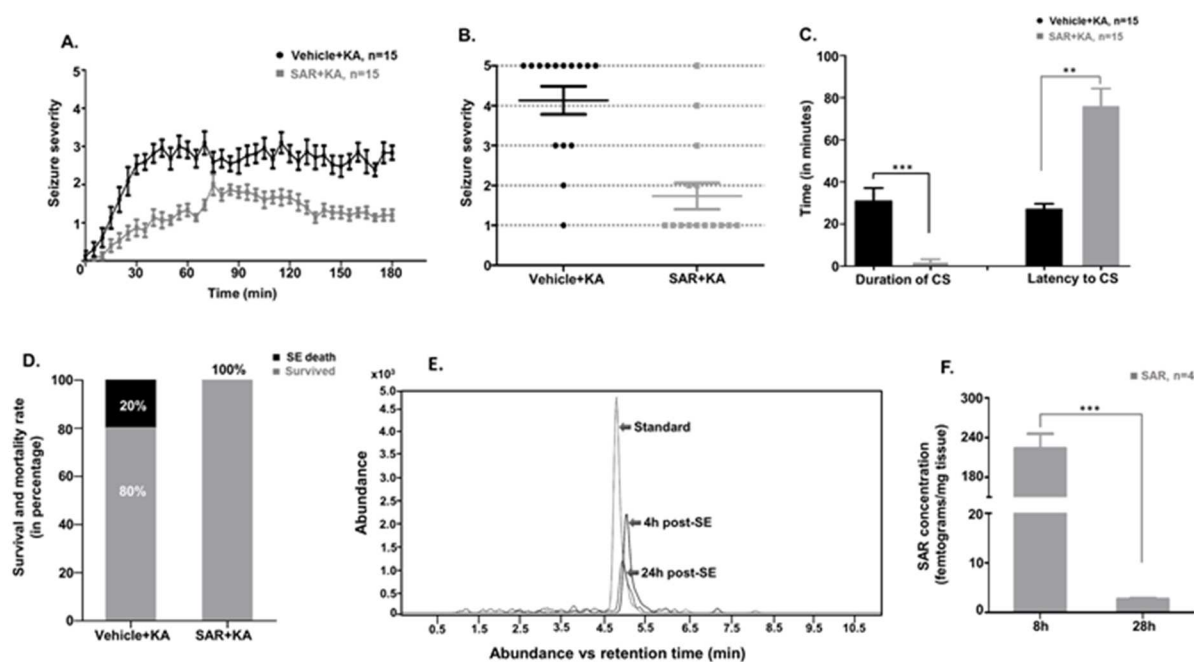 A.
Vehicle+KA, n=15
SAR+KA, n=15
Seizure severity
5
4
3
2
1
0 30 60 90 120 150 180
Time (min)
B.
Seizure severity
5
4
3
2
1
0
Vehicle+KA SAR+KA
C.
Vehicle+KA, n=15
SAR+KA, n=15
Time (in minutes)
100
80
60
40
20
0
***
**
Duration of CS Latency to CS
D.
SE death
Survived
Survival and mortality rate
(in percentage)
100
80
60
40
20
0
20%
80%
100%
Vehicle+KA SAR+KA
E.
x10³
Abundance
5.0
4.5
4.0
3.5
3.0
2.5
2.0
1.5
1.0
0.5
0
Standard
4h post-SE
24h post-SE
0.5 1.5 2.5 3.5 4.5 5.5 6.5 7.5 8.5 9.5 10.5
Abundance vs retention time (min)
F.
SAR, n=4
SAR concentration
(femtograms/mg tissue)
300
240
180
120
20
10
0
***
8h 28h